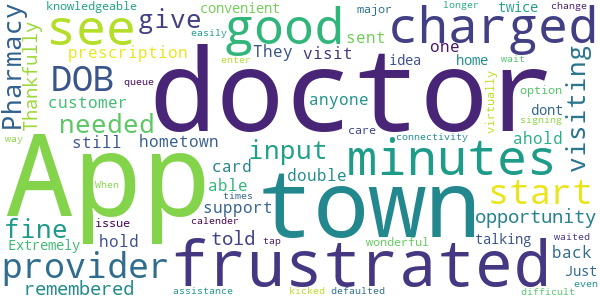 knowledgeable convenient major longer change
Pharmacy see give good charged twice
Thankfully prescription They visit sent one idea home wait
DOB customer anyone doctor queue easily enter virtually option dont visiting
needed still hometown input minutes care connectivity signing
App card able double town start
way When issue support times calender opportunity ahold
fine Extremely hold told tap frustrated wonderful talking back waited
provider remembered assistance kicked defaulted difficult Just even